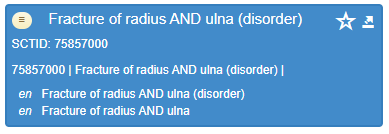 Fracture of radius AND ulna (disorder)
SCTID: 75857000
75857000 | Fracture of radius AND ulna (disorder) |
en Fracture of radius AND ulna (disorder)
en Fracture of radius AND ulna